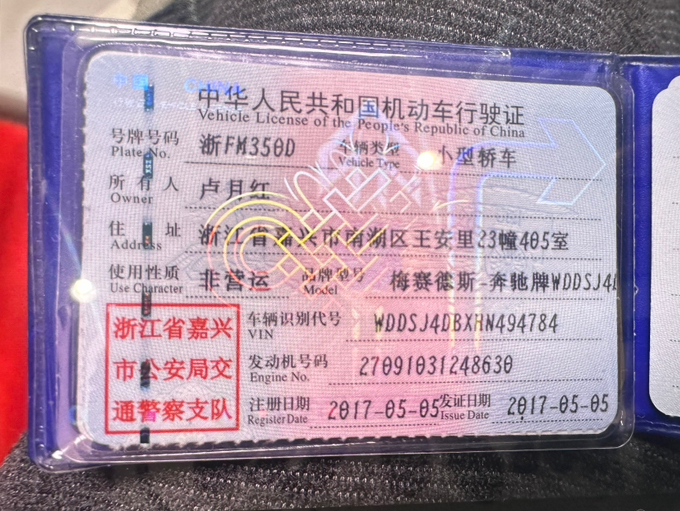 中华人民共和国机动车行驶证
Vehicle License of the People's Republic of China
号牌号码 浙FM350D 车辆类型 小型轿车
Plate No. Vehicle Type
所有人 卢月红
Owner
住址 浙江省嘉兴市南湖区王安里23幢405室
Address
使用性质 非营运 品牌型号 梅赛德斯-奔驰牌WDDSJ4D
Use Character Model
浙江省嘉兴
市公安局交
通警察支队
车辆识别代号 WDDSJ4DBXHN494784
VIN
发动机号码 27091031248630
Engine No.
注册日期 2017-05-05 发证日期 2017-05-05
Register Date Issue Date